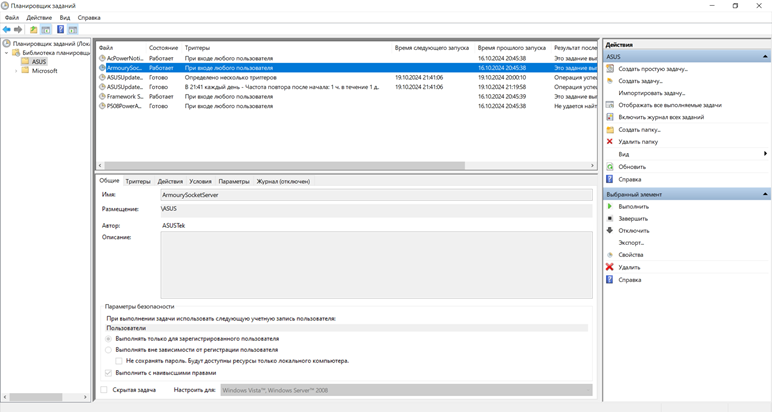 Планировщик заданий
Файл Действие Вид Справка
Планировщик заданий (Лока
Библиотека планировщ
ASUS
Microsoft
Файл Состояние Триггеры Время следующего запуска Время прошлого запуска Результат после
AcPowerNoti... Работает При входе любого пользователя 16.10.2024 20:45:38 Это задание вы
ArmourySoc... Работает При входе любого пользователя 16.10.2024 20:45:38 Это задание вы
ASUSUpdate... Готово Определено несколько триггеров 19.10.2024 21:41:06 19.10.2024 20:00:10 Операция успеш
ASUSUpdate... Готово В 21:41 каждый день - Частота повтора после начала: 1 ч. в течение 1 д. 19.10.2024 21:41:06 19.10.2024 21:19:58 Операция успеш
Framework S... Работает При входе любого пользователя 16.10.2024 20:45:39 Это задание вы
P508PowerA... Готово При входе любого пользователя 16.10.2024 20:45:38 Не удается найт
Общие Триггеры Действия Условия Параметры Журнал (отключен)
Имя: ArmourySocketServer
Размещение: \ASUS
Автор: ASUSTek
Описание:
Параметры безопасности
При выполнении задачи использовать следующую учетную запись пользователя:
Пользователи
Выполнять только для зарегистрированного пользователя
Выполнять вне зависимости от регистрации пользователя
Не сохранять пароль. Будут доступны ресурсы только локального компьютера.
Выполнить с наивысшими правами
Скрытая задача Настроить для: Windows Vista™, Windows Server™ 2008
Действия
ASUS
Создать простую задачу...
Создать задачу...
Импортировать задачу...
Отображать все выполняемые задачи
Включить журнал всех заданий
Создать папку...
Удалить папку
Вид
Обновить
Справка
Выбранный элемент
Выполнить
Завершить
Отключить
Экспорт...
Свойства
Удалить
Справка